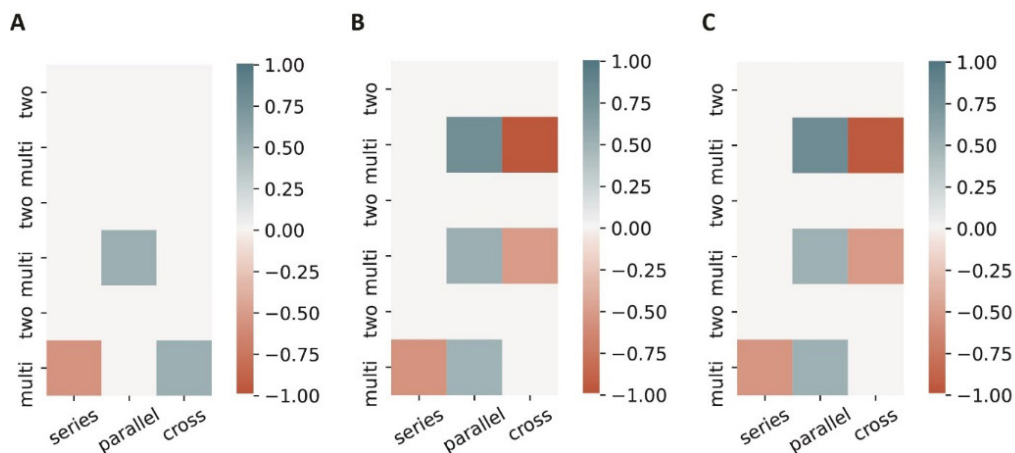 A
two
multi
two
multi
two
multi
series
parallel
cross
1.00
0.75
0.50
0.25
0.00
−0.25
−0.50
−0.75
−1.00
B
two
multi
two
multi
two
multi
series
parallel
cross
1.00
0.75
0.50
0.25
0.00
−0.25
−0.50
−0.75
−1.00
C
two
multi
two
multi
two
multi
series
parallel
cross
1.00
0.75
0.50
0.25
0.00
−0.25
−0.50
−0.75
−1.00